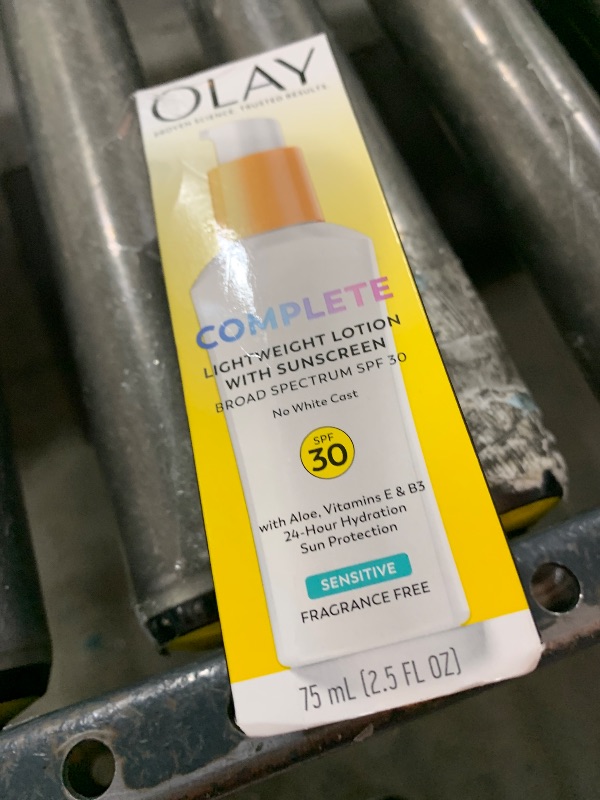 OLAY
PROVEN SCIENCE. TRUSTED RESULTS.
COMPLETE
LIGHTWEIGHT LOTION
WITH SUNSCREEN
BROAD SPECTRUM SPF 30
No White Cast
SPF
30
with Aloe, Vitamins E & B3
24-Hour Hydration
Sun Protection
SENSITIVE
FRAGRANCE FREE
75 mL (2.5 FL OZ)